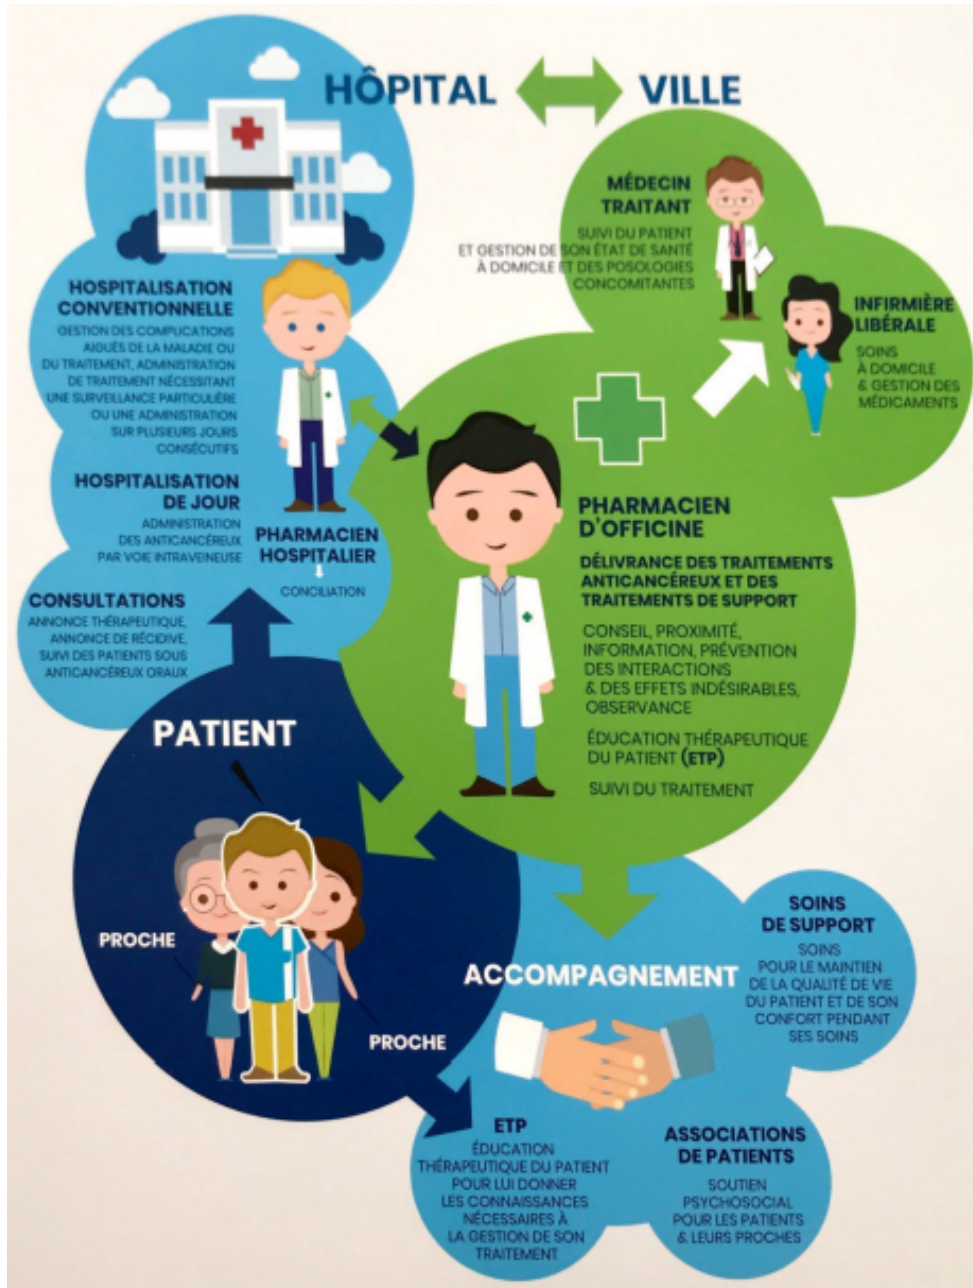 HÔPITAL
VILLE
MÉDECIN
TRAITANT
SUIVI DU PATIENT
ET GESTION DE SON ÉTAT DE SANTÉ
À DOMICILE ET DES POSOLOGIES
CONCOMITANTES
INFIRMIÈRE
LIBÉRALE
SOINS
À DOMICILE
& GESTION DES
MÉDICAMENTS
HOSPITALISATION
CONVENTIONNELLE
GESTION DES COMPLICATIONS
AIGUËS DE LA MALADIE OU
DU TRAITEMENT, ADMINISTRATION
DE TRAITEMENT NÉCESSITANT
UNE SURVEILLANCE PARTICULIÈRE
OU UNE ADMINISTRATION
SUR PLUSIEURS JOURS
CONSÉCUTIFS
HOSPITALISATION
DE JOUR
ADMINISTRATION
DES ANTICANCÉREUX
PAR VOIE INTRAVEINEUSE
PHARMACIEN
HOSPITALIER
CONCILIATION
CONSULTATIONS
ANNONCE THÉRAPEUTIQUE,
ANNONCE DE RÉCIDIVE,
SUIVI DES PATIENTS SOUS
ANTICANCÉREUX ORAUX
PHARMACIEN
D'OFFICINE
DÉLIVRANCE DES TRAITEMENTS
ANTICANCÉREUX ET DES
TRAITEMENTS DE SUPPORT
CONSEIL, PROXIMITÉ,
INFORMATION, PRÉVENTION
DES INTERACTIONS
& DES EFFETS INDÉSIRABLES,
OBSERVANCE
ÉDUCATION THÉRAPEUTIQUE
DU PATIENT (ETP)
SUIVI DU TRAITEMENT
PATIENT
PROCHE
PROCHE
ACCOMPAGNEMENT
SOINS
DE SUPPORT
SOINS
POUR LE MAINTIEN
DE LA QUALITÉ DE VIE
DU PATIENT ET DE SON
CONFORT PENDANT
SES SOINS
ETP
ÉDUCATION
THÉRAPEUTIQUE DU PATIENT
POUR LUI DONNER
LES CONNAISSANCES
NÉCESSAIRES À
LA GESTION DE SON
TRAITEMENT
ASSOCIATIONS
DE PATIENTS
SOUTIEN
PSYCHOSOCIAL
POUR LES PATIENTS
& LEURS PROCHES